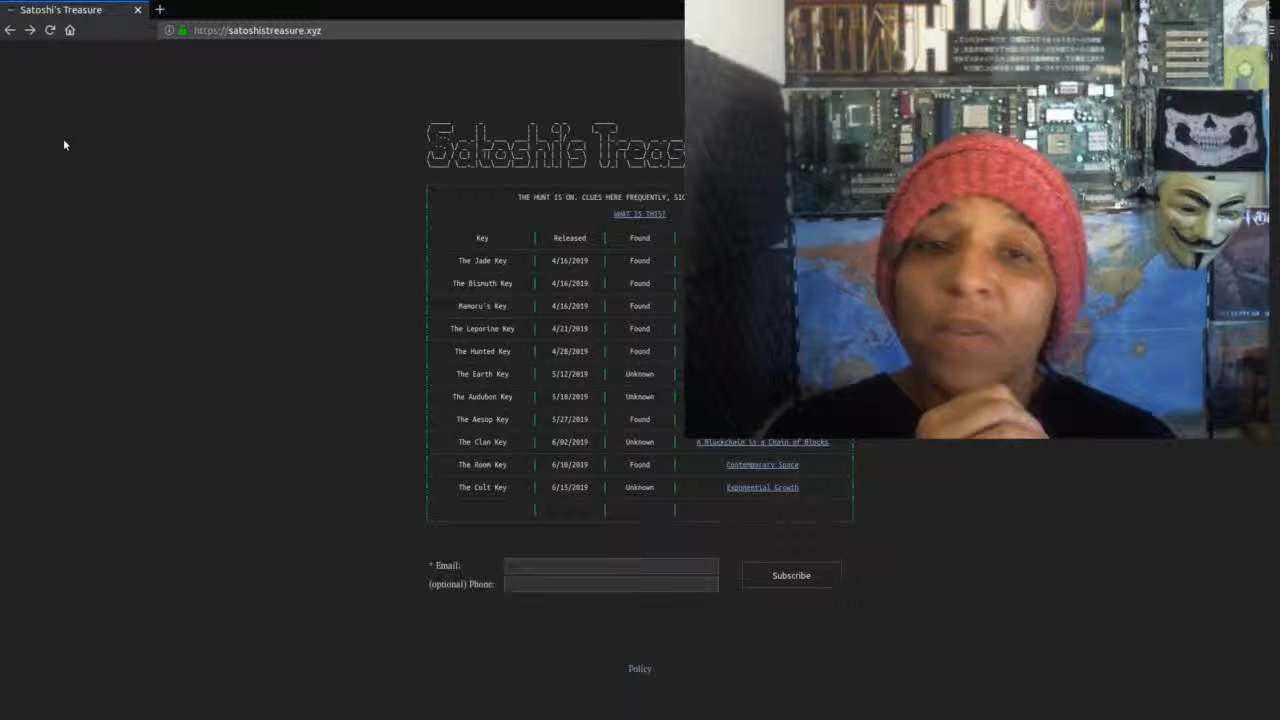 Satoshi's Treasure
https://satoshistreasure.xyz
Satoshi's Treas
THE HUNT IS ON. CLUES HERE FREQUENTLY, SIG
WHAT IS THIS?
Key Released Found
The Jade Key 4/16/2019 Found
The Bismuth Key 4/16/2019 Found
Mamoru's Key 4/16/2019 Found
The Leporine Key 4/21/2019 Found
The Hunted Key 4/28/2019 Found
The Earth Key 5/12/2019 Unknown
The Audubon Key 5/18/2019 Unknown
The Aesop Key 5/27/2019 Found
The Clan Key 6/02/2019 Unknown A Blockchain is a Chain of Blocks
The Room Key 6/10/2019 Found Contemporary Space
The Cult Key 6/15/2019 Unknown Exponential Growth
* Email:
(optional) Phone:
Subscribe
Policy